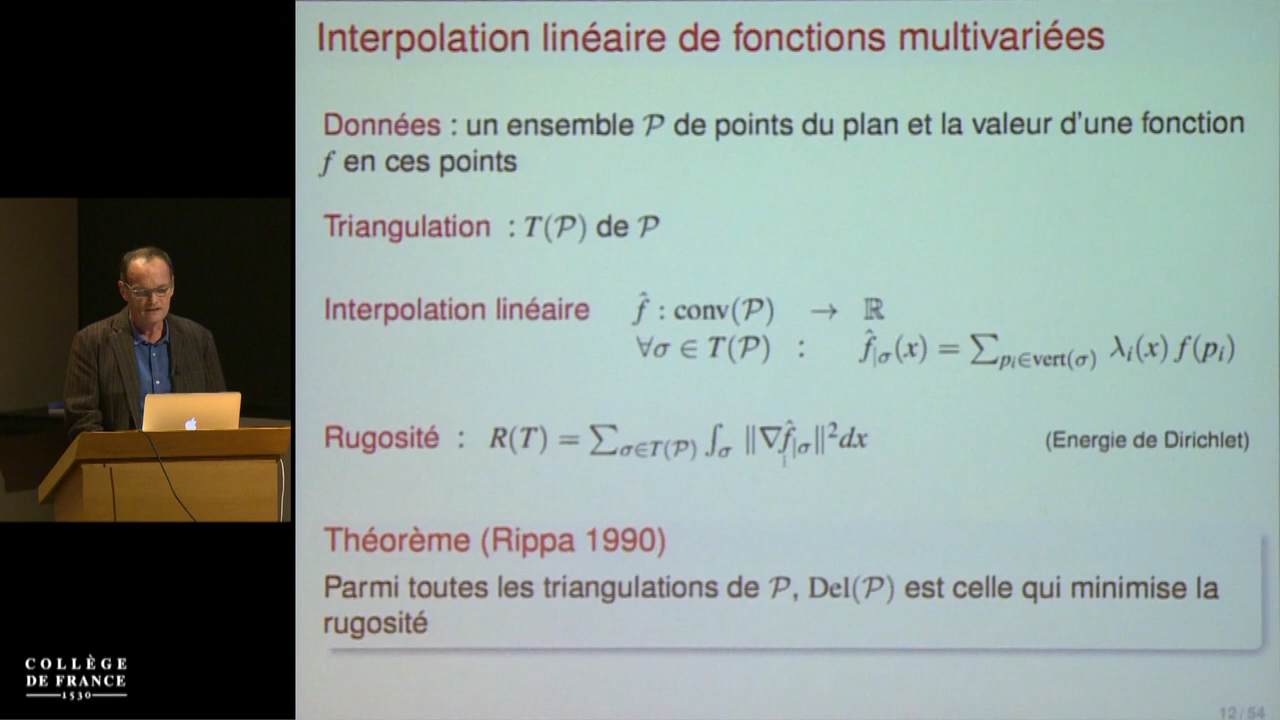 Interpolation linéaire de fonctions multivariées
Données : un ensemble 𝒫 de points du plan et la valeur d'une fonction
f en ces points
Triangulation : T(𝒫) de 𝒫
Interpolation linéaire f̂ : conv(𝒫) → ℝ
∀σ ∈ T(𝒫) : f̂|σ(x) = ∑pᵢ∈vert(σ) λᵢ(x) f(pᵢ)
Rugosité : R(T) = ∑σ∈T(𝒫) ∫σ ‖∇f̂|σ‖²dx (Energie de Dirichlet)
Théorème (Rippa 1990)
Parmi toutes les triangulations de 𝒫, Del(𝒫) est celle qui minimise la
rugosité
COLLÈGE
DE FRANCE
1530
12/54